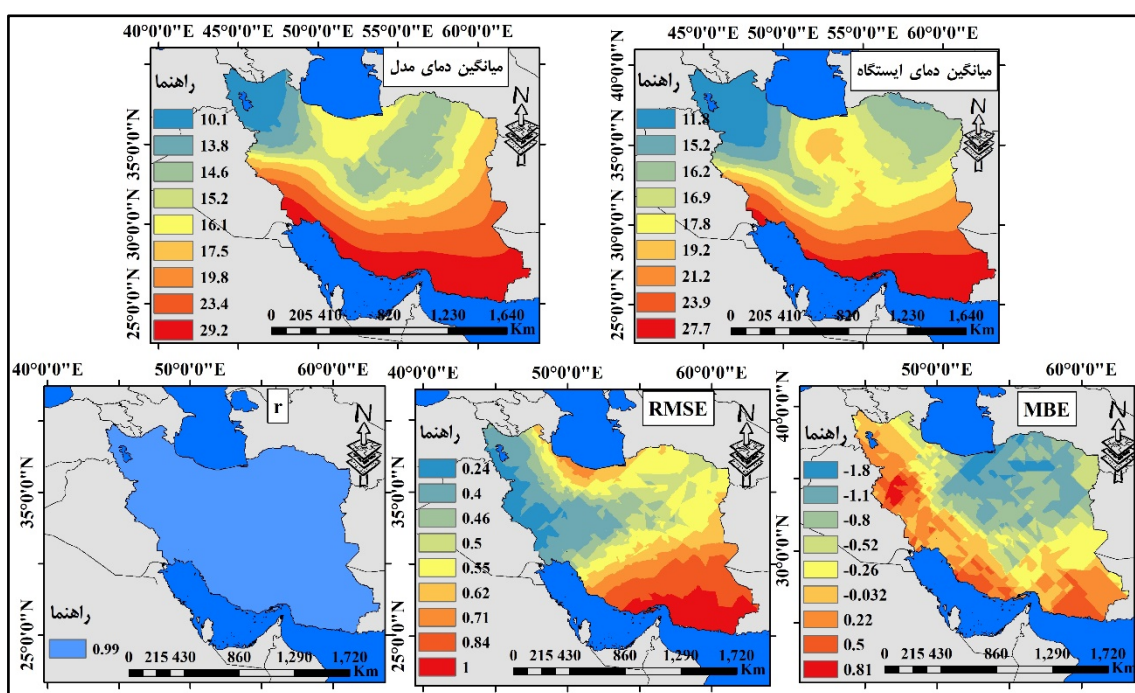 40°0'0"E 45°0'0"E 50°0'0"E 55°0'0"E 60°0'0"E
میانگین دمای مدل
راهنما
10.1
13.8
14.6
15.2
16.1
17.5
19.8
23.4
29.2
N
40°0'0"N
35°0'0"N
30°0'0"N
25°0'0"N
0 205 410 820 1,230 1,640
Km
45°0'0"E 50°0'0"E 55°0'0"E 60°0'0"E
میانگین دمای ایستگاه
راهنما
11.8
15.2
16.2
16.9
17.8
19.2
21.2
23.9
27.7
N
40°0'0"N
35°0'0"N
30°0'0"N
25°0'0"N
0 205 410 820 1,230 1,640
Km
40°0'0"E 50°0'0"E 60°0'0"E
r
N
35°0'0"N
25°0'0"N
راهنما
0.99
0 215 430 860 1,290 1,720
Km
50°0'0"E 60°0'0"E
RMSE
راهنما
0.24
0.4
0.46
0.5
0.55
0.62
0.71
0.84
1
N
35°0'0"N
25°0'0"N
0 215 430 860 1,290 1,720
Km
50°0'0"E 60°0'0"E
MBE
راهنما
-1.8
-1.1
-0.8
-0.52
-0.26
-0.032
0.22
0.5
0.81
N
40°0'0"N
30°0'0"N
0 215 430 860 1,290 1,720
Km